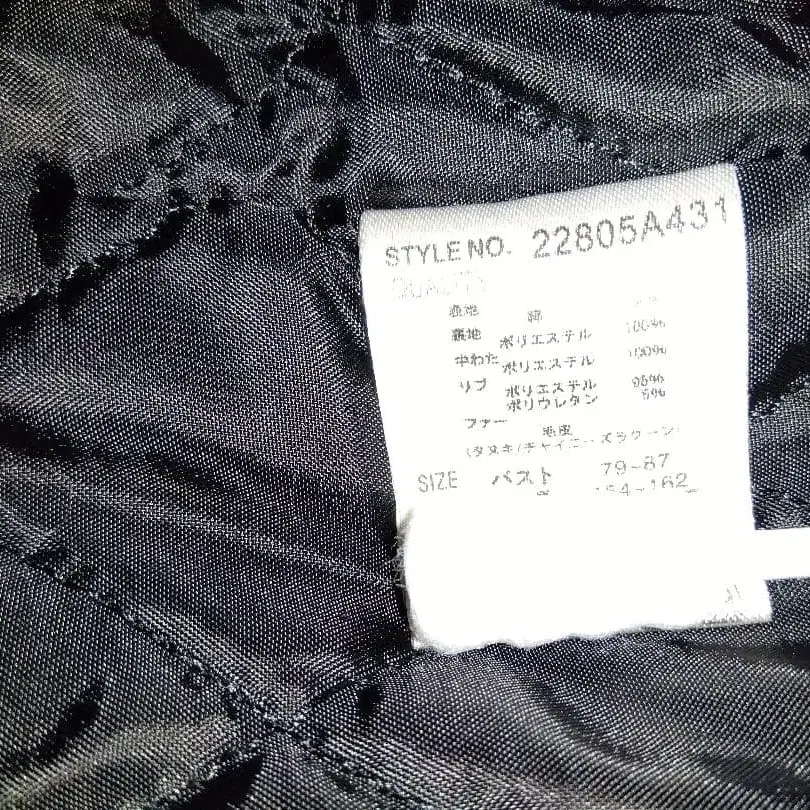 STYLE NO. 22805A431
QUALITY
表地 綿
裏地 ポリエステル 100%
中わた ポリエステル 100%
リブ ポリエステル 95%
ポリウレタン 5%
ファー 毛皮
(タヌキ/チャイニーズラクーン)
SIZE バスト 79~87
154~162